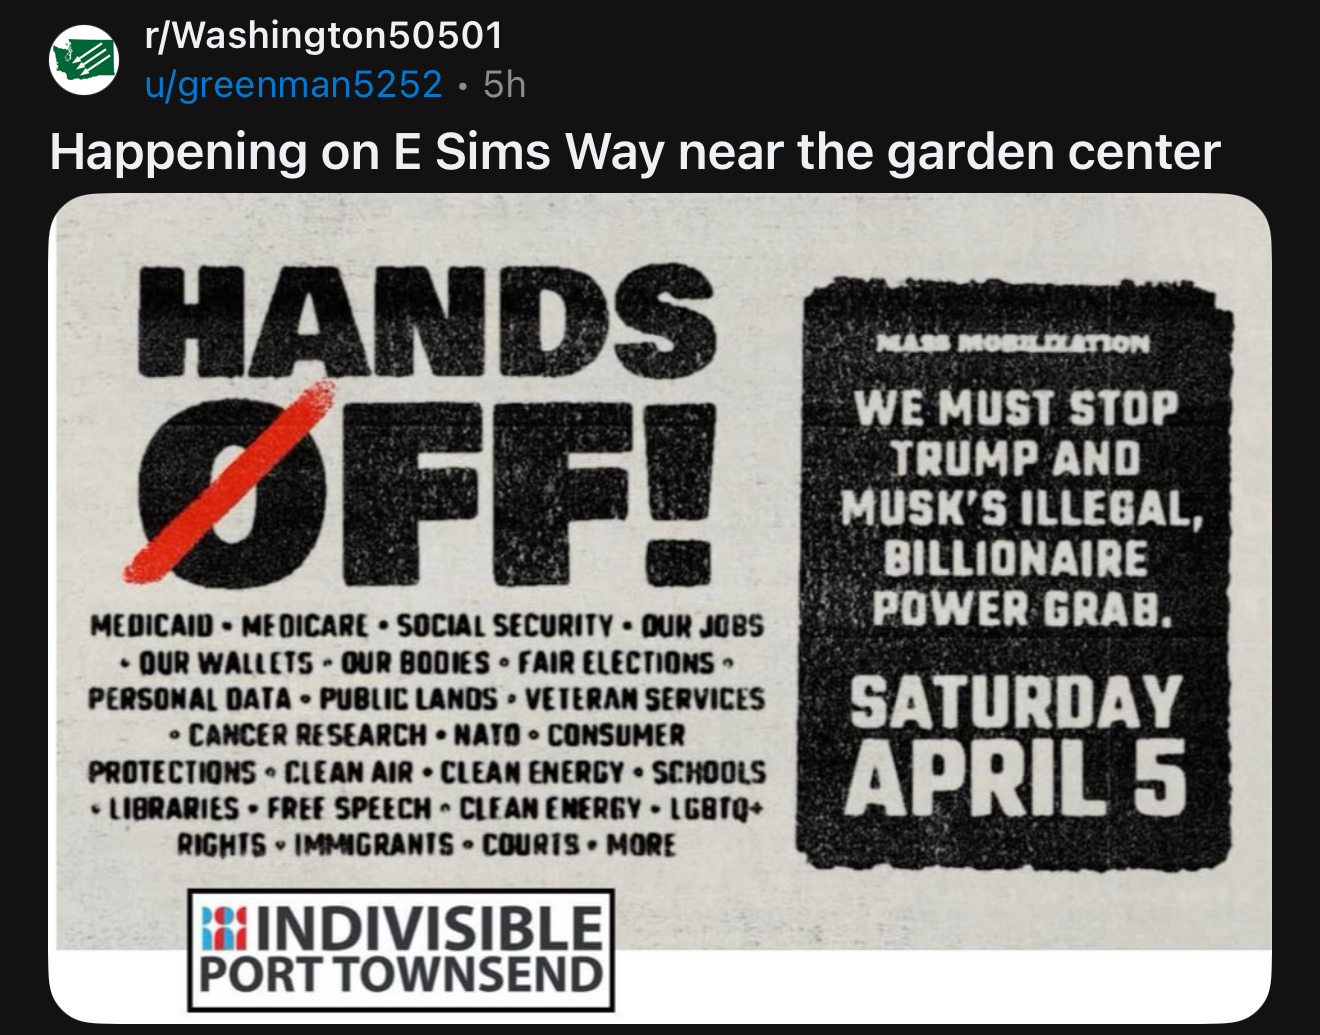 r/Washington50501
u/greenman5252 • 5h
Happening on E Sims Way near the garden center
HANDS
OFF!
MEDICAID • MEDICARE • SOCIAL SECURITY • OUR JOBS
• OUR WALLETS • OUR BODIES • FAIR ELECTIONS •
PERSONAL DATA • PUBLIC LANDS • VETERAN SERVICES
• CANCER RESEARCH • NATO • CONSUMER
PROTECTIONS • CLEAN AIR • CLEAN ENERGY • SCHOOLS
• LIBRARIES • FREE SPEECH • CLEAN ENERGY • LGBTQ+
RIGHTS • IMMIGRANTS • COURTS • MORE
MASS MOBILIZATION
WE MUST STOP
TRUMP AND
MUSK'S ILLEGAL,
BILLIONAIRE
POWER GRAB.
SATURDAY
APRIL 5
INDIVISIBLE
PORT TOWNSEND